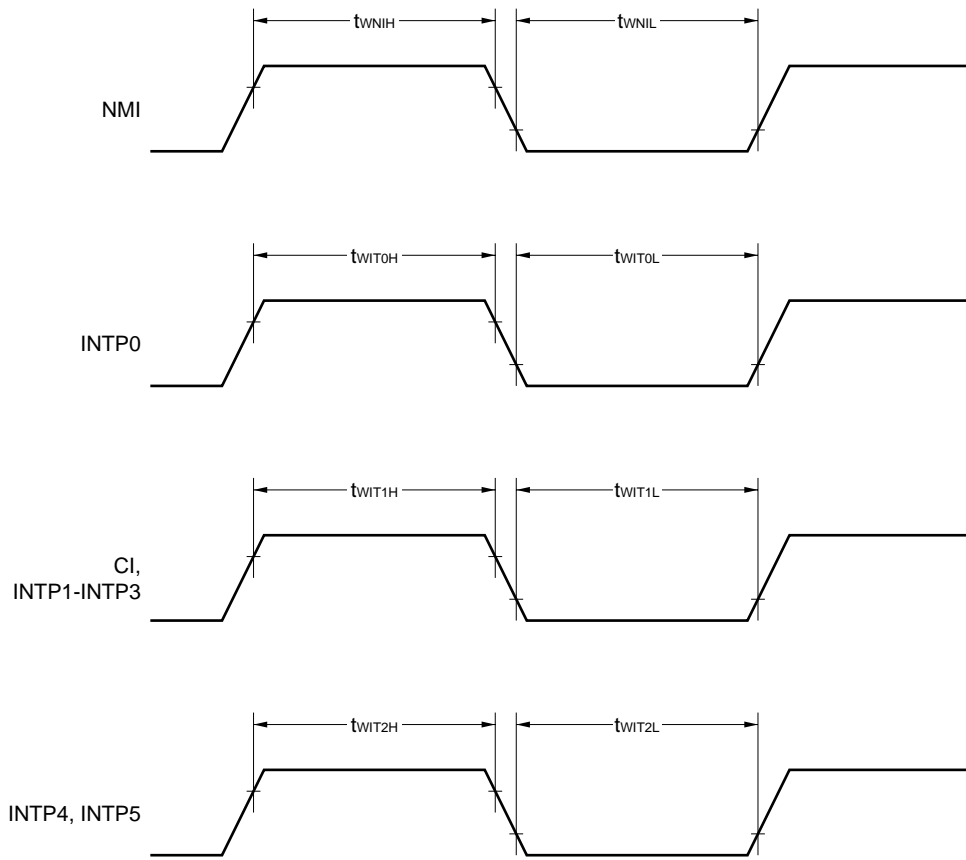 tWNIH
tWNIL
NMI
tWIT0H
tWIT0L
INTP0
tWIT1H
tWIT1L
CI,
INTP1-INTP3
tWIT2H
tWIT2L
INTP4, INTP5